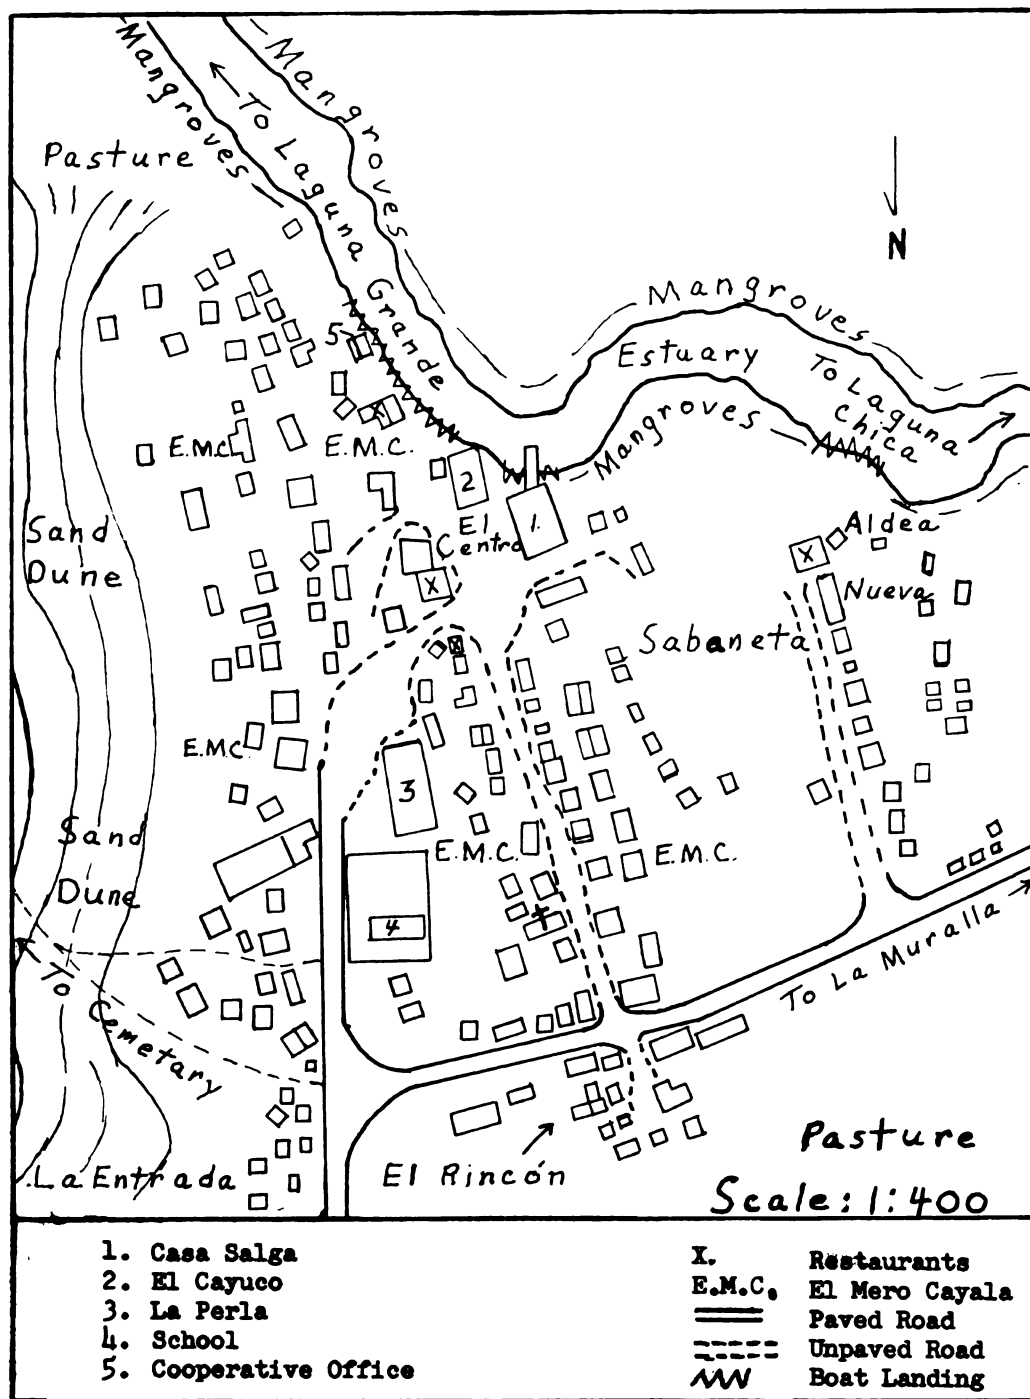 Mangroves
Mangroves
← To Laguna Grande
Pasture
N
Mangroves
Estuary
To Laguna
Chica
Mangroves
5
E.M.C.
E.M.C.
2
1.
El
Centro
X
X
X
X
Aldea
Nueva
Sand
Dune
Sabaneta
E.M.C.
3
Sand
Dune
E.M.C.
E.M.C.
4
To Cemetary
To La Muralla →
La Entrada
El Rincón
Pasture
Scale: 1:400
1. Casa Salga
2. El Cayuco
3. La Perla
4. School
5. Cooperative Office
X. Restaurants
E.M.C. El Mero Cayala
Paved Road
Unpaved Road
Boat Landing